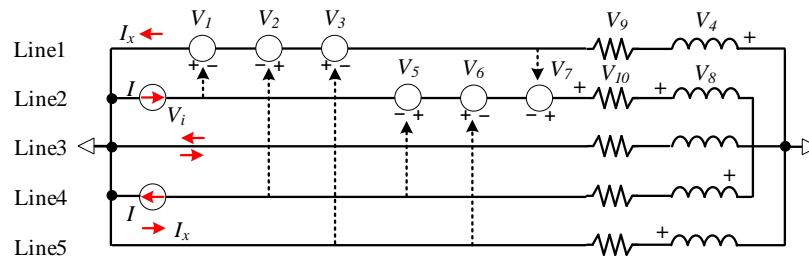 I_x V_1 V_2 V_3 V_9 V_4 +
Line1
+ − − + + −
V_5 V_6 V_7 V_10 V_8
I + +
Line2
V_i − + + − − +
Line3
+
Line4
I I_x
+
Line5